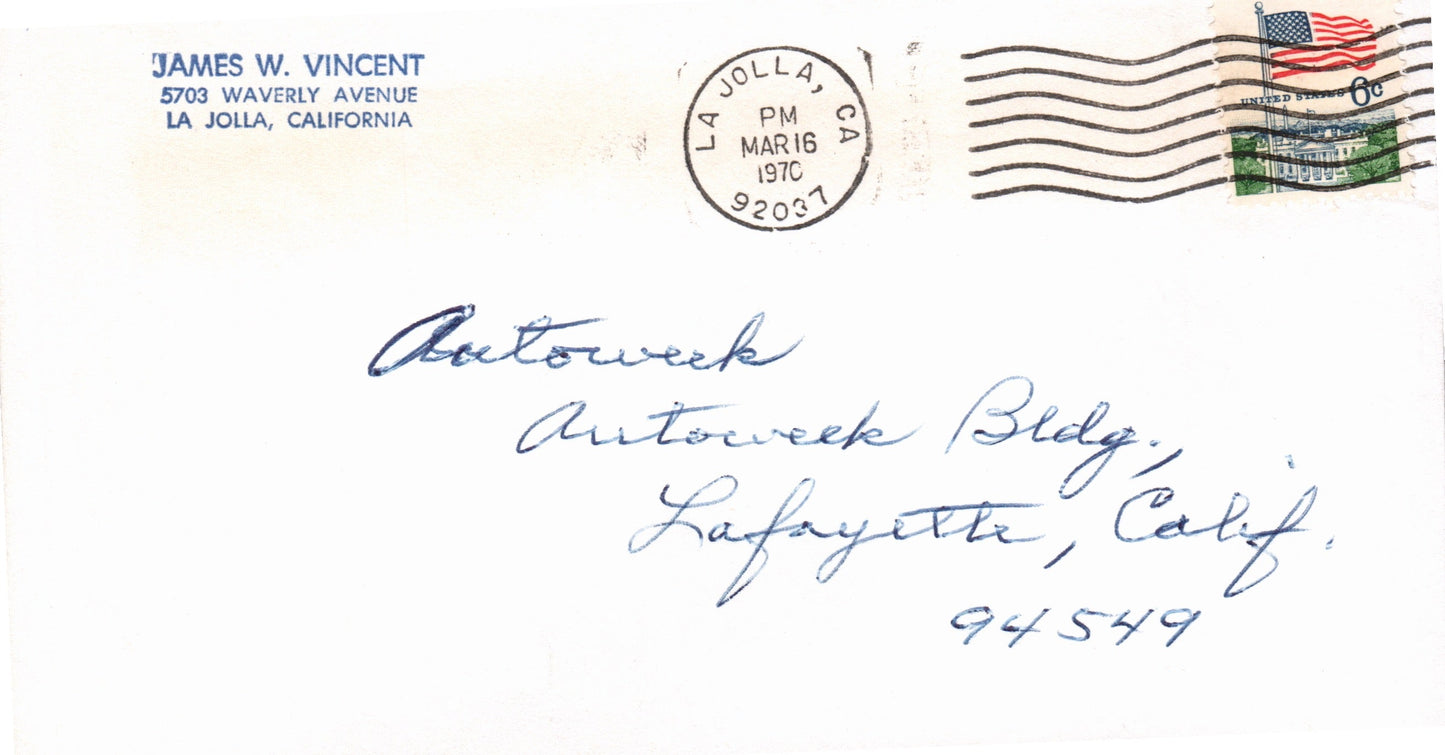 JAMES W. VINCENT
5703 WAVERLY AVENUE
LA JOLLA, CALIFORNIA
LA JOLLA, CA
PM
MAR 16
1970
92037
UNITED STATES 6c
Autoweek
Autoweek Bldg.,
Lafayette, Calif.
94549